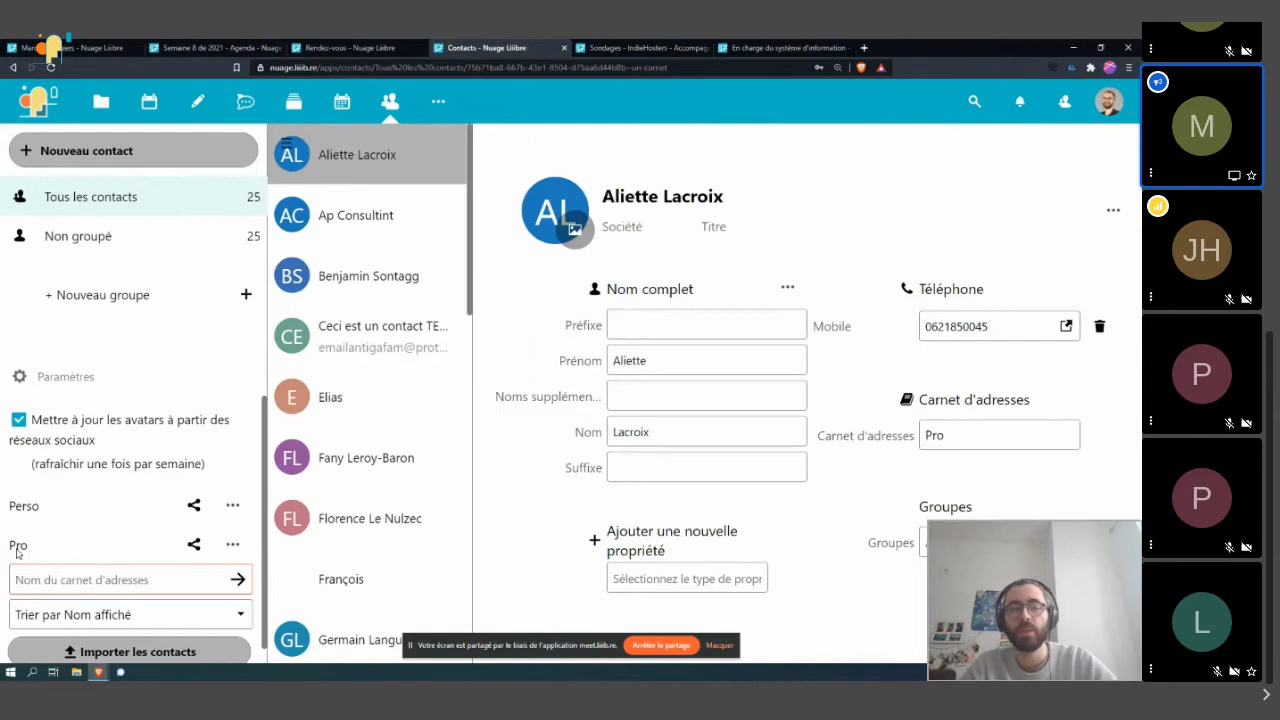 Semaine 8 de 2021 - Agenda - Nuag
Rendez-vous - Nuage Liiibre
Contacts - Nuage Liiibre
Sondages - IndieHosters - Accompag
En charge du système d'information -
nuage.liiib.re/apps/contacts/Tous%20les%20contacts/75b71ba8-667b-43e1-8504-d75aa6d44b8b~un-carnet
Nouveau contact
Tous les contacts 25
Non groupé 25
+ Nouveau groupe
Paramètres
Mettre à jour les avatars à partir des
réseaux sociaux
(rafraîchir une fois par semaine)
Perso
Pro
Nom du carnet d'adresses
Trier par Nom affiché
Importer les contacts
AL Aliette Lacroix
AC Ap Consultint
BS Benjamin Sontagg
CE Ceci est un contact TE...
emailantigafam@prot...
E Elias
FL Fany Leroy-Baron
FL Florence Le Nulzec
François
GL Germain Langu
AL
Aliette Lacroix
Société Titre
Nom complet
Préfixe
Prénom Aliette
Noms supplémen...
Nom Lacroix
Suffixe
Ajouter une nouvelle
propriété
Sélectionnez le type de propr
Téléphone
Mobile 0621850045
Carnet d'adresses
Carnet d'adresses Pro
Groupes
Groupes
Votre écran est partagé par le biais de l'application meet.liiib.re. Arrêter le partage Masquer
M
JH
P
P
L